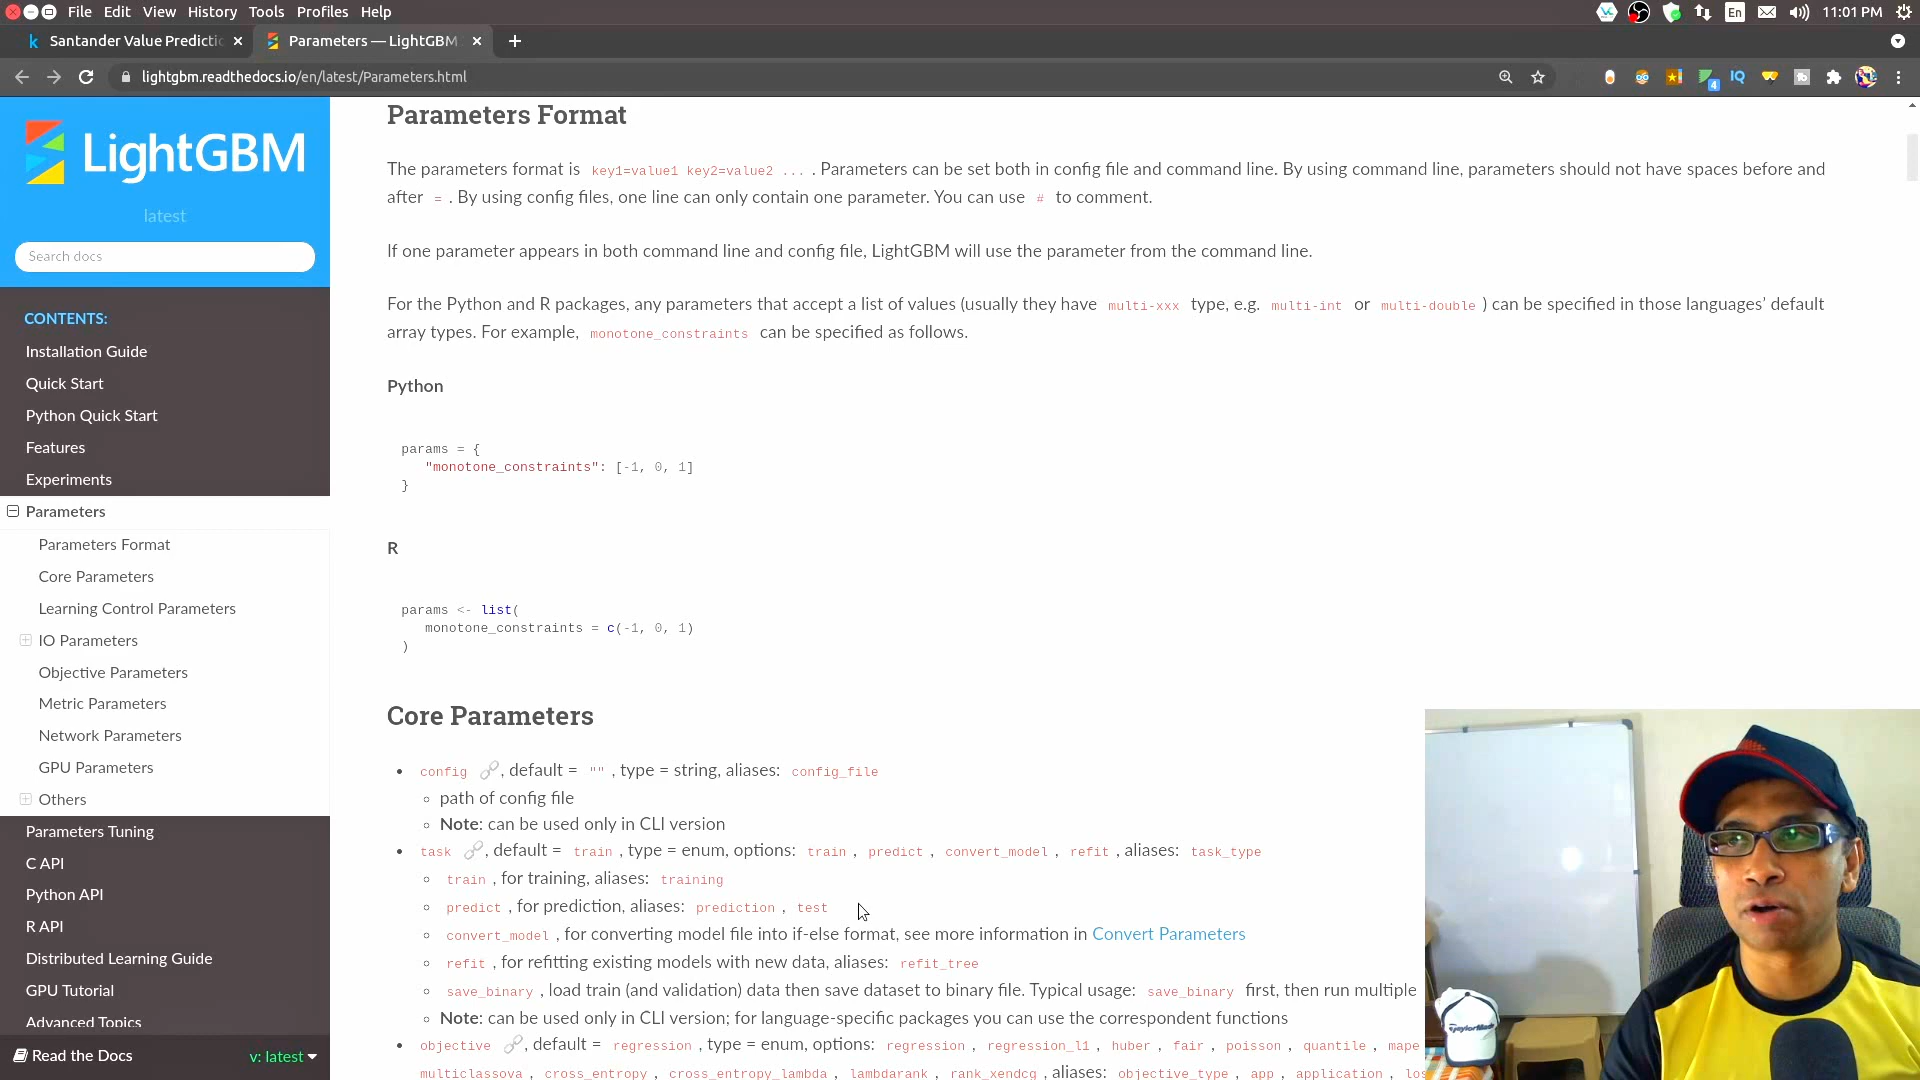 File Edit View History Tools Profiles Help
En
11:01 PM
Santander Value Predictic
Parameters — LightGBM
lightgbm.readthedocs.io/en/latest/Parameters.html
4
IQ
LightGBM
latest
Search docs
CONTENTS:
Installation Guide
Quick Start
Python Quick Start
Features
Experiments
Parameters
Parameters Format
Core Parameters
Learning Control Parameters
IO Parameters
Objective Parameters
Metric Parameters
Network Parameters
GPU Parameters
Others
Parameters Tuning
C API
Python API
R API
Distributed Learning Guide
GPU Tutorial
Advanced Topics
Read the Docs
v: latest
Parameters Format
The parameters format is key1=value1 key2=value2 ... . Parameters can be set both in config file and command line. By using command line, parameters should not have spaces before and
after = . By using config files, one line can only contain one parameter. You can use # to comment.
If one parameter appears in both command line and config file, LightGBM will use the parameter from the command line.
For the Python and R packages, any parameters that accept a list of values (usually they have multi-xxx type, e.g. multi-int or multi-double ) can be specified in those languages’ default
array types. For example, monotone_constraints can be specified as follows.
Python
params = {
"monotone_constraints": [-1, 0, 1]
}
R
params <- list(
monotone_constraints = c(-1, 0, 1)
)
Core Parameters
config , default = "" , type = string, aliases: config_file
path of config file
Note: can be used only in CLI version
task , default = train , type = enum, options: train , predict , convert_model , refit , aliases: task_type
train , for training, aliases: training
predict , for prediction, aliases: prediction , test
convert_model , for converting model file into if-else format, see more information in Convert Parameters
refit , for refitting existing models with new data, aliases: refit_tree
save_binary , load train (and validation) data then save dataset to binary file. Typical usage: save_binary first, then run multiple
Note: can be used only in CLI version; for language-specific packages you can use the correspondent functions
objective , default = regression , type = enum, options: regression , regression_l1 , huber , fair , poisson , quantile , mape
multiclassova , cross_entropy , cross_entropy_lambda , lambdarank , rank_xendcg , aliases: objective_type , app , application , los
TaylorMade